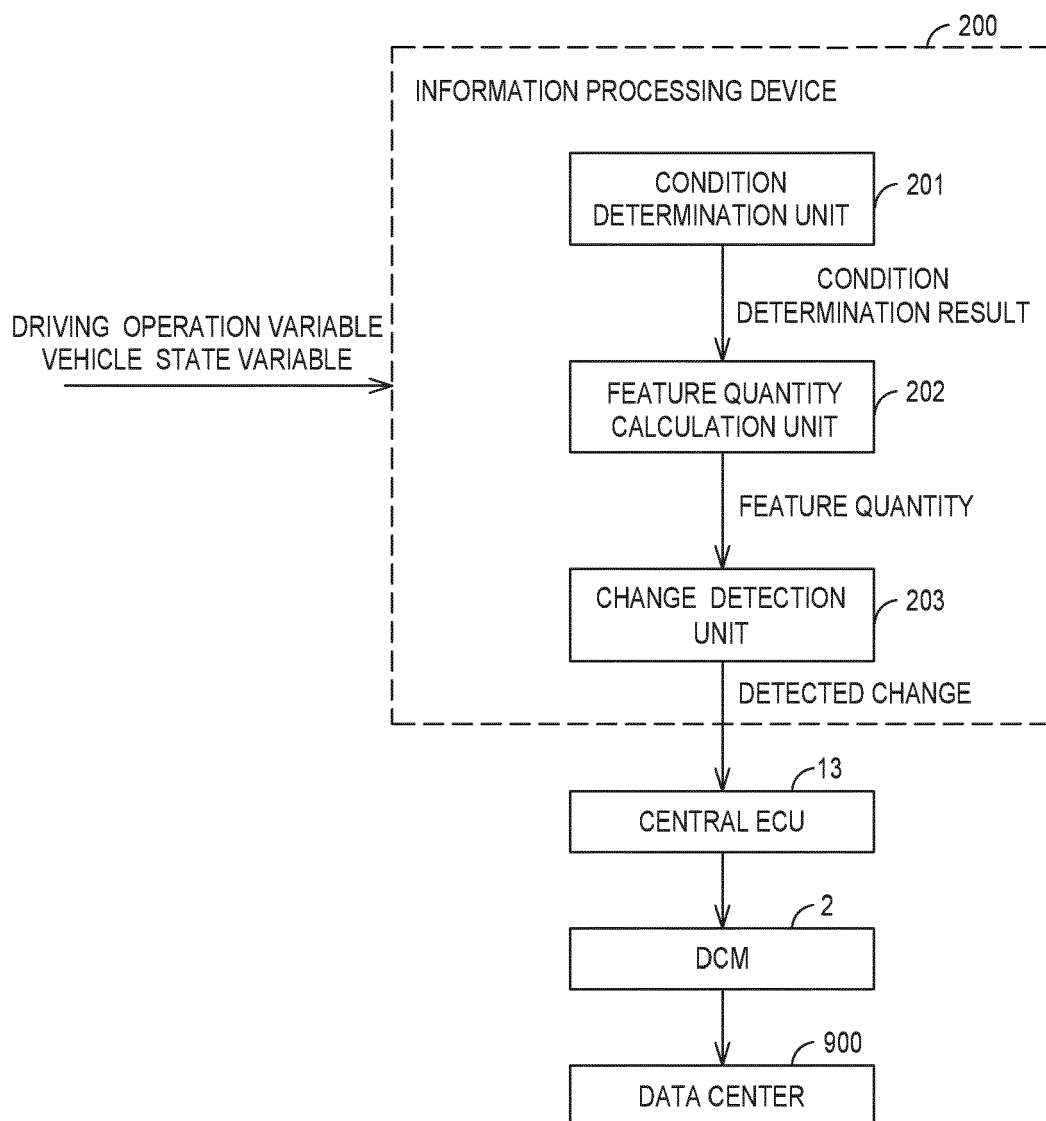 200
INFORMATION PROCESSING DEVICE
CONDITION
DETERMINATION UNIT
201
CONDITION
DETERMINATION RESULT
DRIVING OPERATION VARIABLE
VEHICLE STATE VARIABLE
FEATURE QUANTITY
CALCULATION UNIT
202
FEATURE QUANTITY
CHANGE DETECTION
UNIT
203
DETECTED CHANGE
13
CENTRAL ECU
2
DCM
900
DATA CENTER